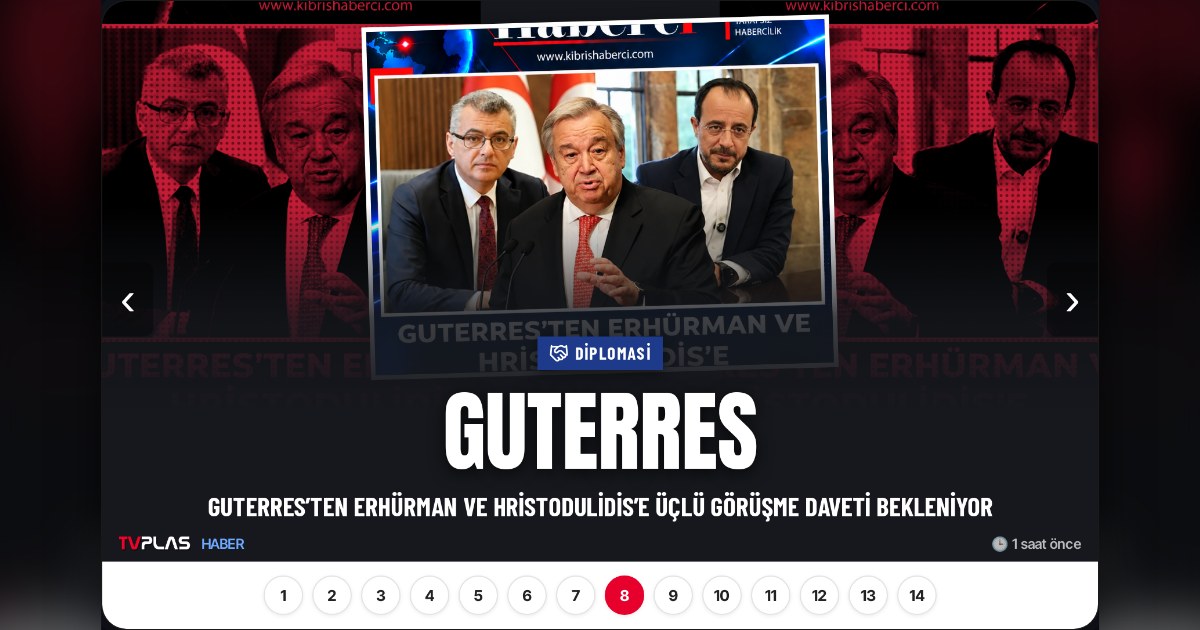 www.kibrishaberci.com
www.kibrishaberci.com
Haberci
HABERCİLİK
www.kibrishaberci.com
GUTERRES'TEN ERHÜRMAN VE
DİPLOMASİ
GUTERRES
GUTERRES'TEN ERHÜRMAN VE HRİSTODULİDİS'E ÜÇLÜ GÖRÜŞME DAVETİ BEKLENİYOR
TVPLAS HABER
1 saat önce
1 2 3 4 5 6 7 8 9 10 11 12 13 14